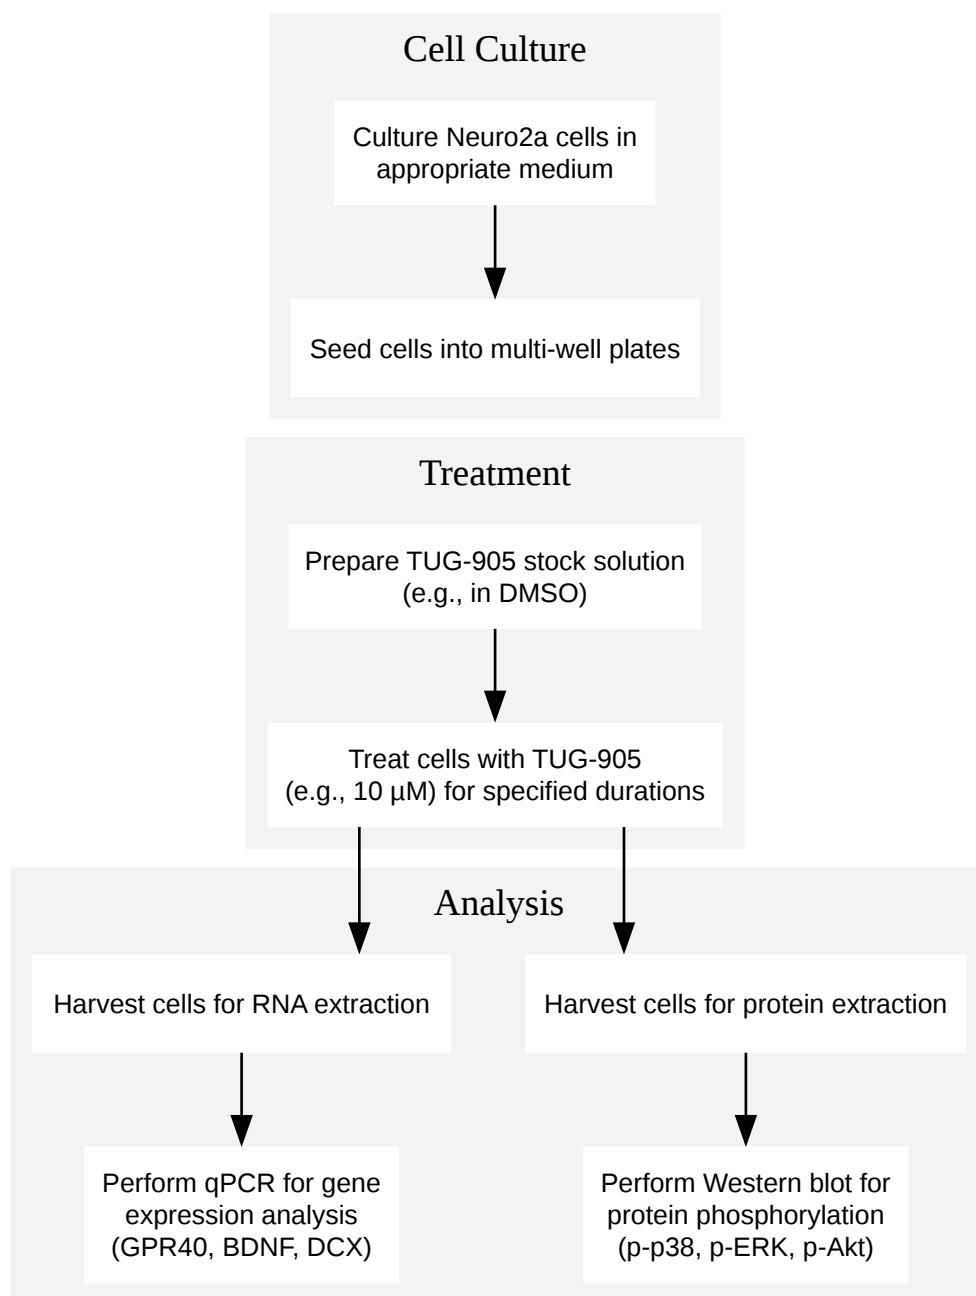 Cell Culture
Culture Neuro2a cells in
appropriate medium
Seed cells into multi-well plates
Treatment
Prepare TUG-905 stock solution
(e.g., in DMSO)
Treat cells with TUG-905
(e.g., 10 µM) for specified durations
Analysis
Harvest cells for RNA extraction
Harvest cells for protein extraction
Perform qPCR for gene
expression analysis
(GPR40, BDNF, DCX)
Perform Western blot for
protein phosphorylation
(p-p38, p-ERK, p-Akt)